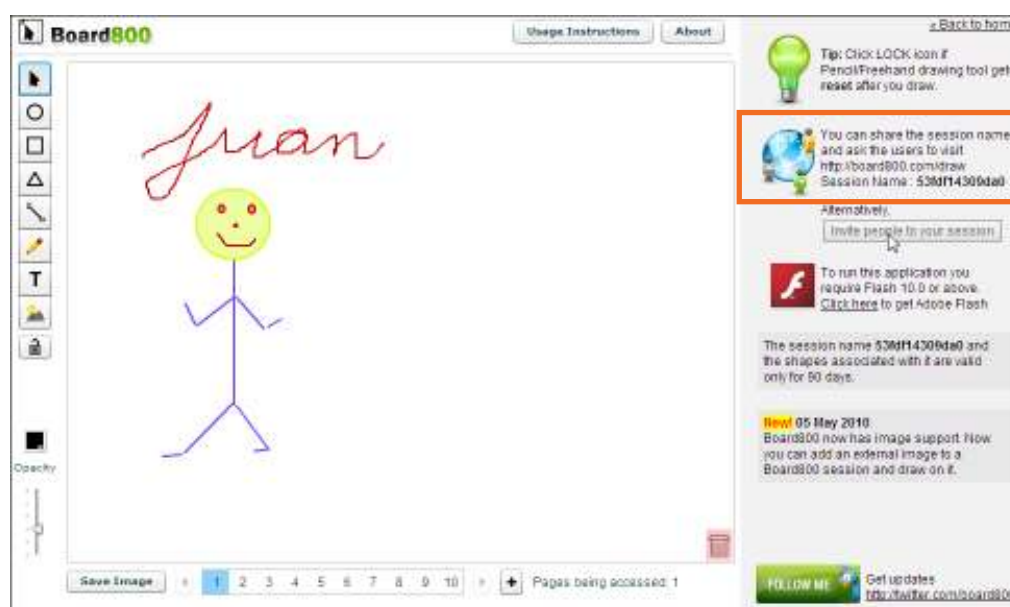 Board800
Usage Instructions
About
« Back to hom
Tip: Click LOCK icon if
Pencil/Freehand drawing tool get
reset after you draw.
You can share the session name
and ask the users to visit
http://board800.com/draw
Session Name : 53fdf14309da0
Alternatively,
Invite people to your session
To run this application you
require Flash 10.0 or above.
Click here to get Adobe Flash
The session name 53fdf14309da0 and
the shapes associated with it are valid
only for 90 days.
New! 05 May 2010
Board800 now has image support. Now
you can add an external image to a
Board800 session and draw on it.
FOLLOW ME
Get updates
http://twitter.com/board80
Juan
T
Opacity
Save Image
1 2 3 4 5 6 7 8 9 10
Pages being accessed: 1